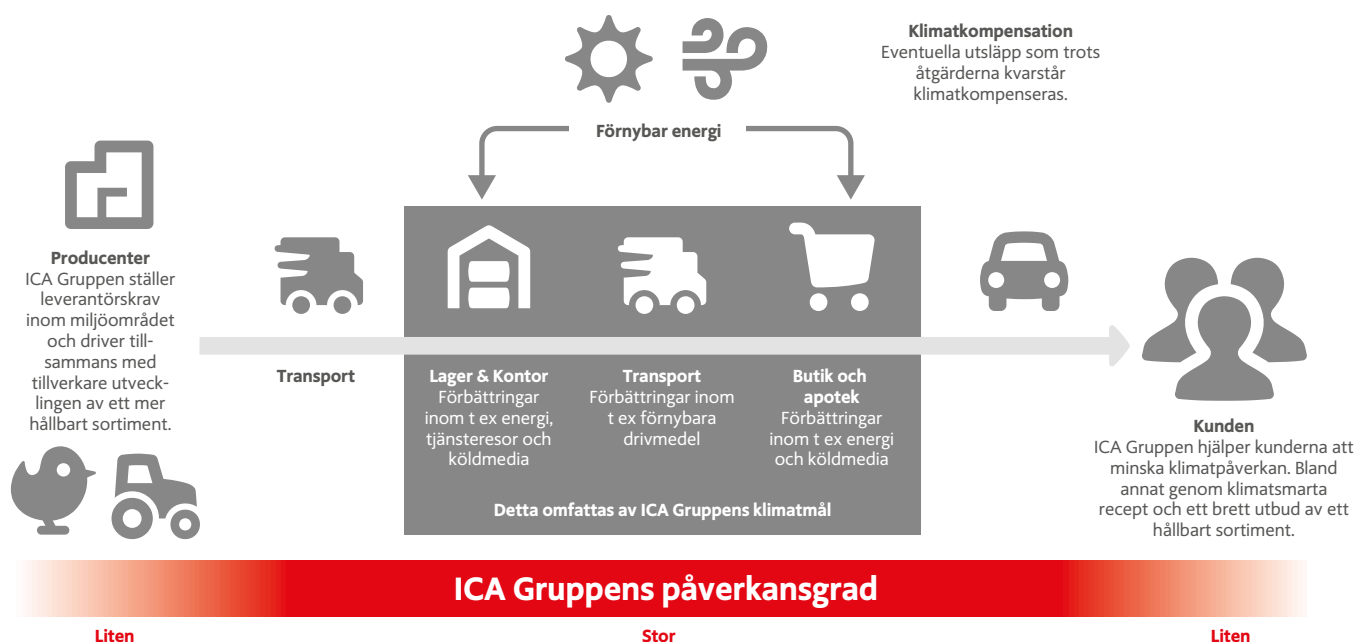 Klimatkompensation
Eventuella utsläpp som trots
åtgärderna kvarstår
klimatkompenseras.
Förnybar energi
Producenter
ICA Gruppen ställer
leverantörskrav
inom miljöområdet
och driver till-
sammans med
tillverkare utveck-
lingen av ett mer
hållbart sortiment.
Transport
Lager & Kontor
Förbättringar
inom t ex energi,
tjänsteresor och
köldmedia
Transport
Förbättringar inom
t ex förnybara
drivmedel
Butik och
apotek
Förbättringar
inom t ex energi
och köldmedia
Detta omfattas av ICA Gruppens klimatmål
Kunden
ICA Gruppen hjälper kunderna att
minska klimatpåverkan. Bland
annat genom klimatsmarta
recept och ett brett utbud av ett
hållbart sortiment.
ICA Gruppens påverkansgrad
Liten
Stor
Liten